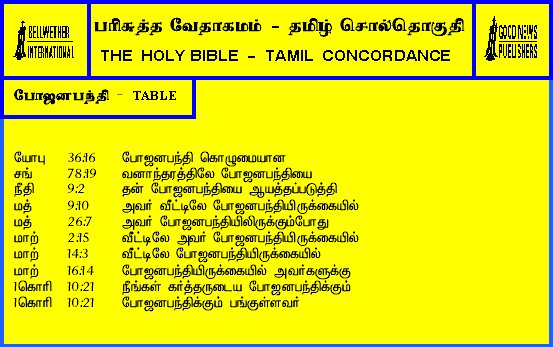 BELLWETHER
INTERNATIONAL
பரிசுத்த வேதாகமம் - தமிழ் சொல்தொகுதி
THE HOLY BIBLE - TAMIL CONCORDANCE
GOOD NEWS
PUBLISHERS
போஜனபந்தி - TABLE
யோபு 36:16 போஜனபந்தி கொழுமையான
சங் 78:19 வனாந்தரத்திலே போஜனபந்தியை
நீதி 9:2 தன் போஜனபந்தியை ஆயத்தப்படுத்தி
மத் 9:10 அவர் வீட்டிலே போஜனபந்தியிருக்கையில்
மத் 26:7 அவர் போஜனபந்தியிலிருக்கும்போது
மாற் 2:15 வீட்டிலே அவர் போஜனபந்தியிருக்கையில்
மாற் 14:3 வீட்டிலே போஜனபந்தியிருக்கையில்
மாற் 16:14 போஜனபந்தியிருக்கையில் அவர்களுக்கு
1கொரி 10:21 நீங்கள் கர்த்தருடைய போஜனபந்திக்கும்
1கொரி 10:21 போஜனபந்திக்கும் பங்குள்ளவர்